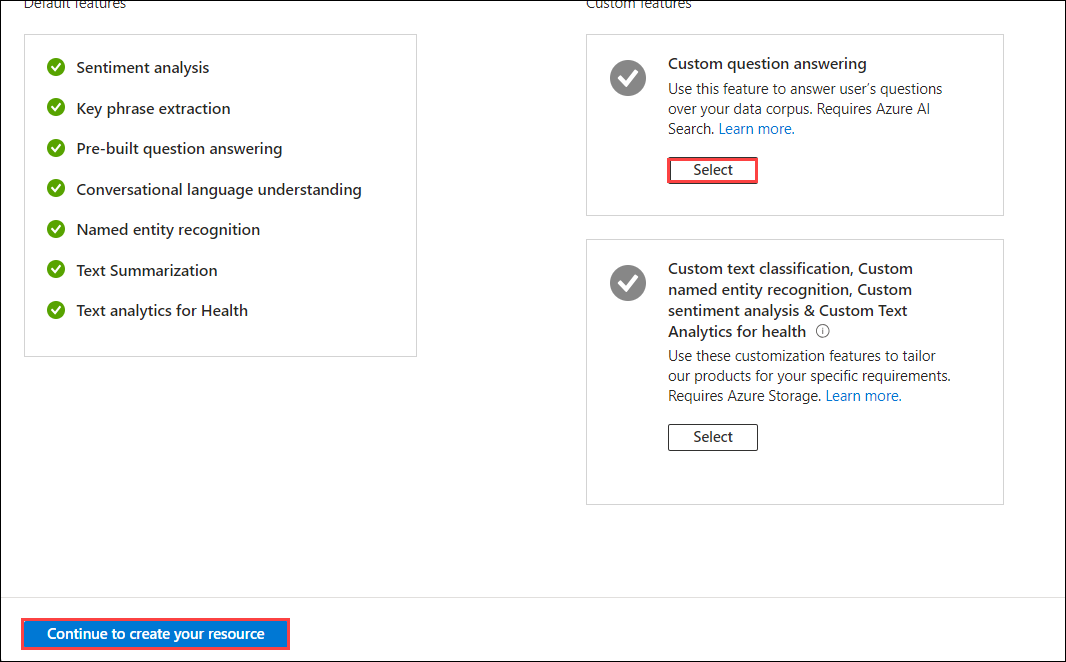 Default features
Sentiment analysis
Key phrase extraction
Pre-built question answering
Conversational language understanding
Named entity recognition
Text Summarization
Text analytics for Health
Custom features
Custom question answering
Use this feature to answer user's questions
over your data corpus. Requires Azure AI
Search. Learn more.
Select
Custom text classification, Custom
named entity recognition, Custom
sentiment analysis & Custom Text
Analytics for health
Use these customization features to tailor
our products for your specific requirements.
Requires Azure Storage. Learn more.
Select
Continue to create your resource